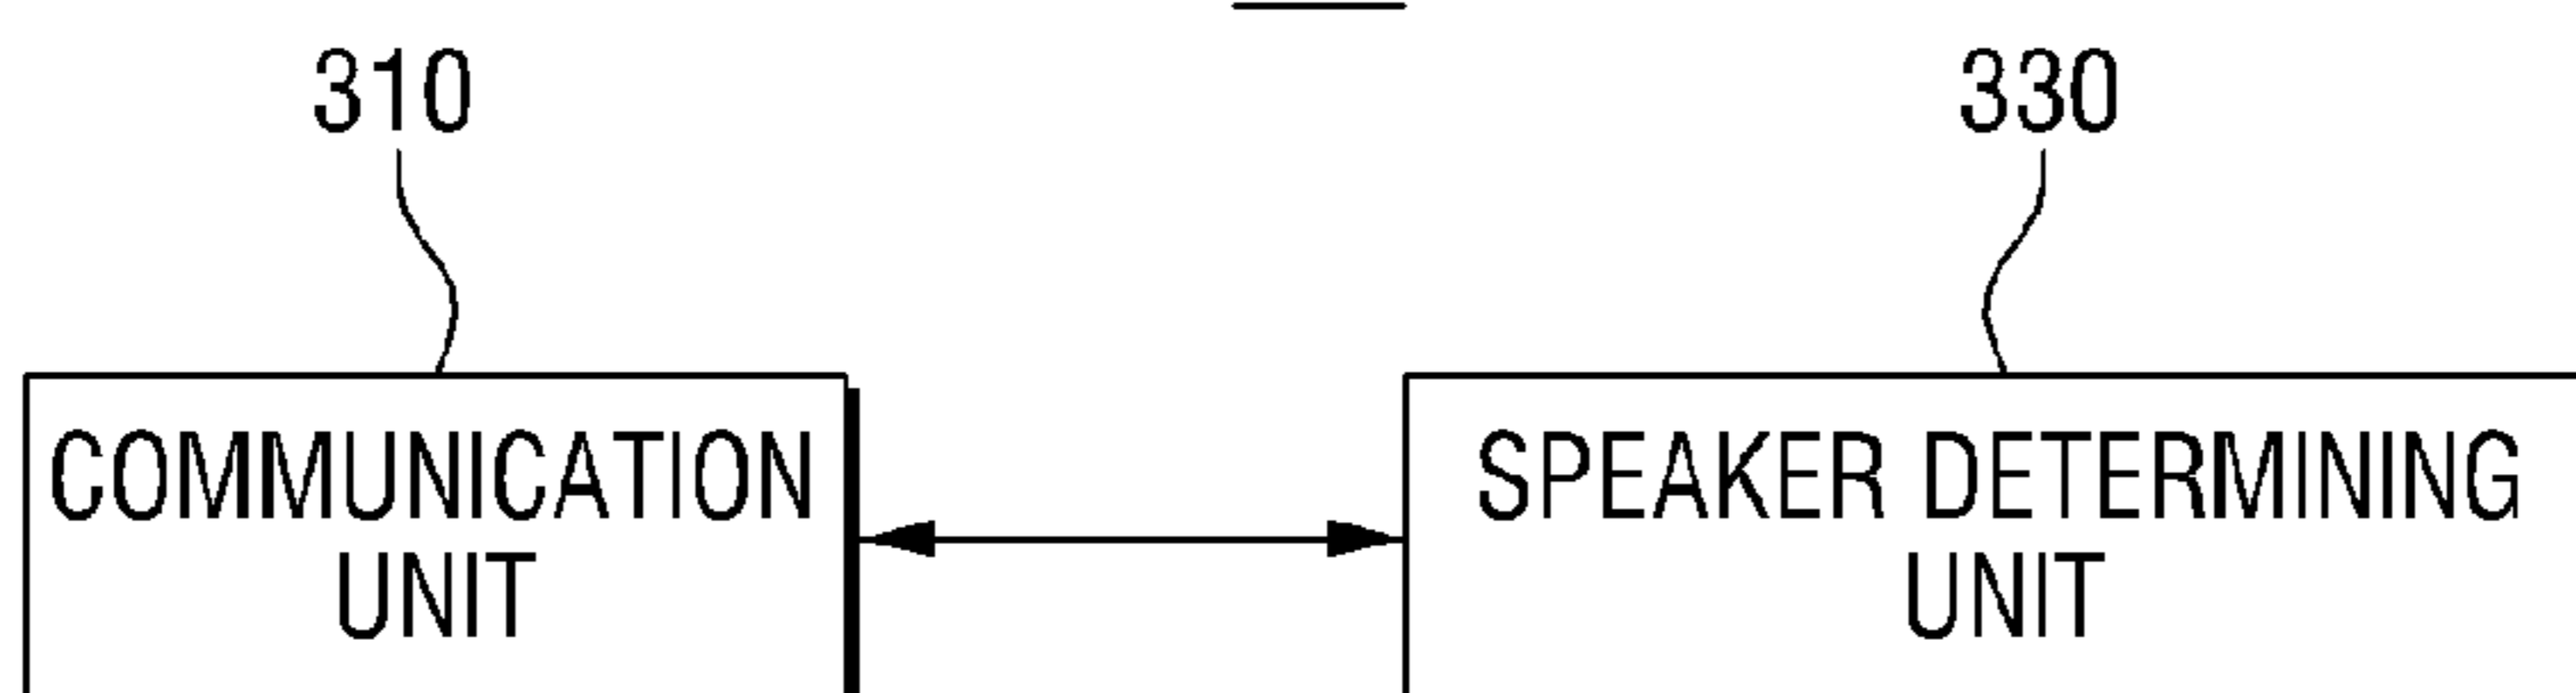 310
330
COMMUNICATION
UNIT
SPEAKER DETERMINING
UNIT